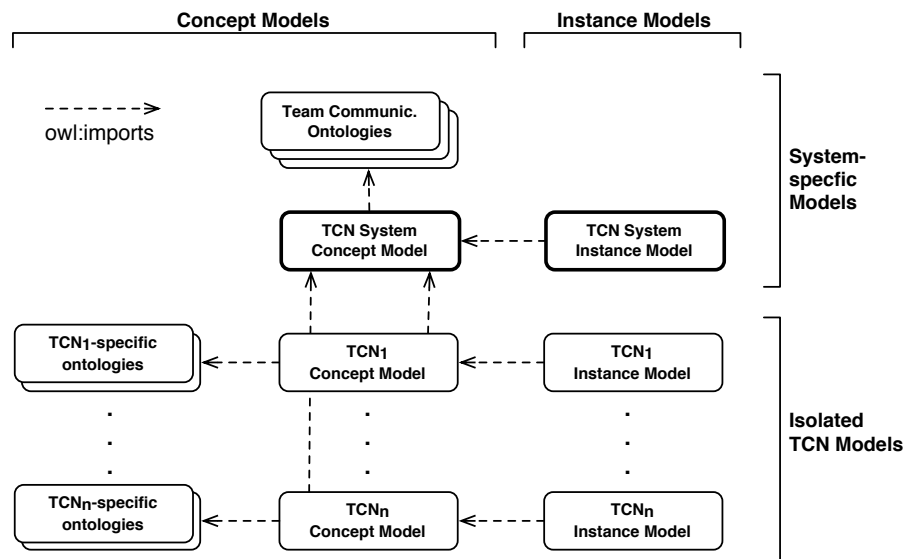 Concept Models
Instance Models
owl:imports
Team Communic.
Ontologies
System-
specfic
Models
TCN System
Concept Model
TCN System
Instance Model
TCN1-specific
ontologies
TCN1
Concept Model
TCN1
Instance Model
Isolated
TCN Models
TCNn-specific
ontologies
TCNn
Concept Model
TCNn
Instance Model